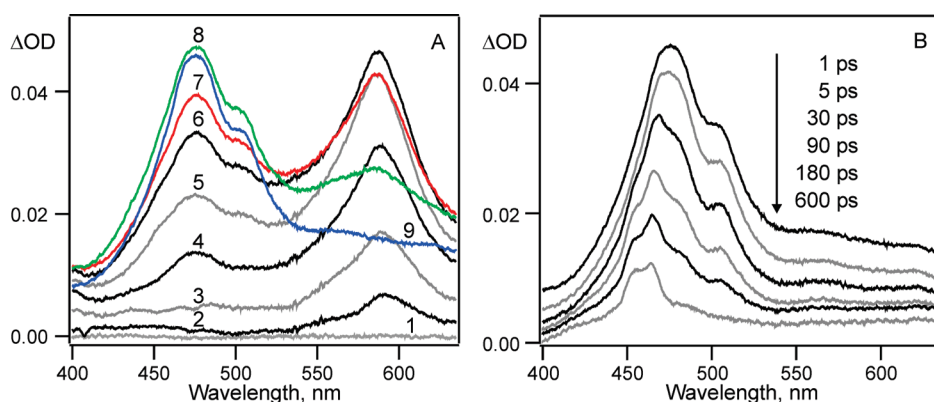 ΔOD
A
8
0.04
7
6
5
0.02
4
9
3
2
1
0.00
400 450 500 550 600
Wavelength, nm
ΔOD
B
1 ps
5 ps
30 ps
90 ps
180 ps
600 ps
0.04
0.02
0.00
400 450 500 550 600
Wavelength, nm